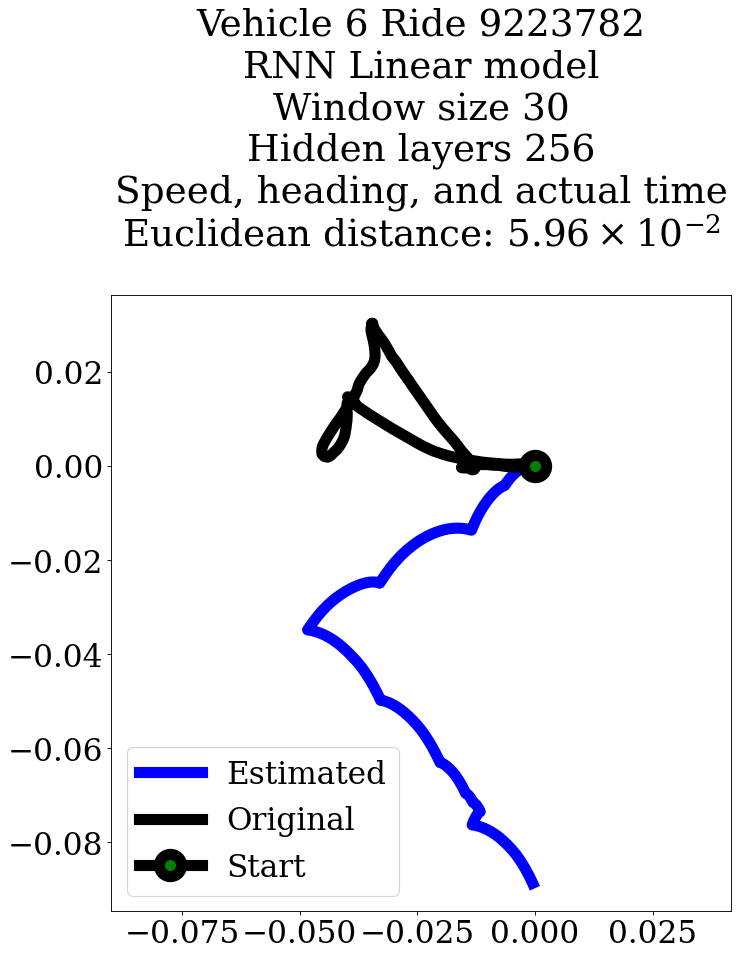 Vehicle 6 Ride 9223782
RNN Linear model
Window size 30
Hidden layers 256
Speed, heading, and actual time
Euclidean distance: 5.96 × 10⁻²
0.02
0.00
−0.02
−0.04
−0.06
−0.08
Estimated
Original
Start
−0.075 −0.050 −0.025 0.000 0.025